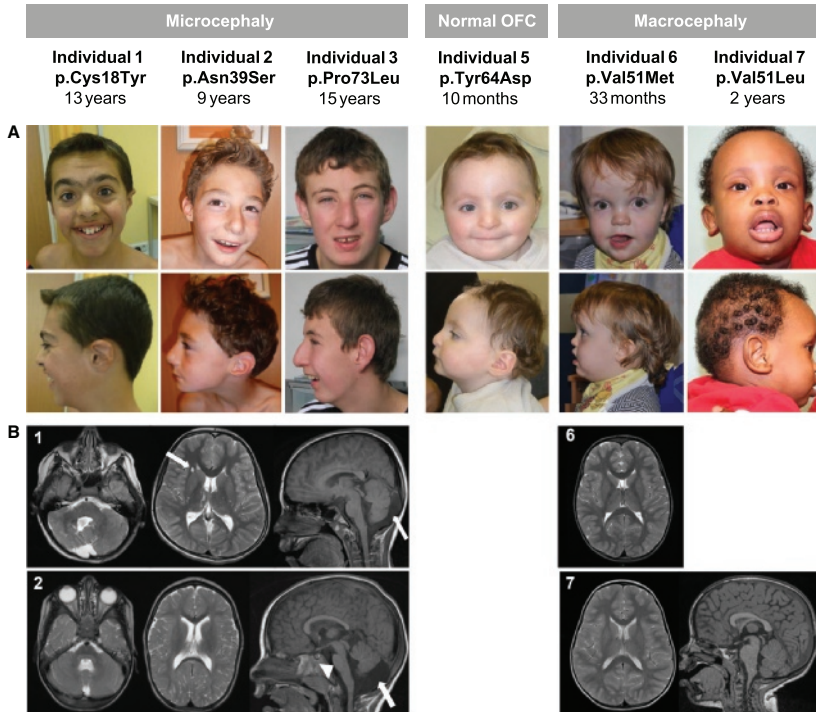 Microcephaly
Normal OFC
Macrocephaly
Individual 1
p.Cys18Tyr
13 years
Individual 2
p.Asn39Ser
9 years
Individual 3
p.Pro73Leu
15 years
Individual 5
p.Tyr64Asp
10 months
Individual 6
p.Val51Met
33 months
Individual 7
p.Val51Leu
2 years
A
B
1
6
2
7